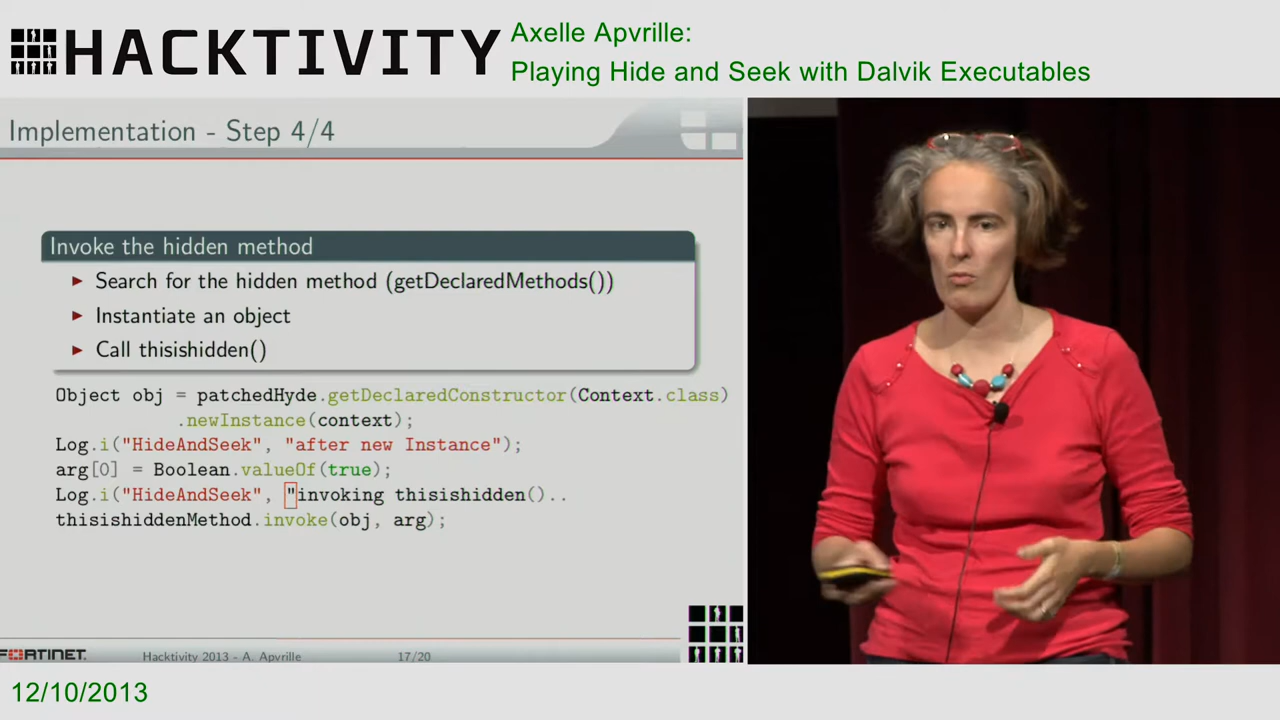 HACKTIVITY
Axelle Apvrille:
Playing Hide and Seek with Dalvik Executables
Implementation - Step 4/4
Invoke the hidden method
Search for the hidden method (getDeclaredMethods())
Instantiate an object
Call thisishidden()
Object obj = patchedHyde.getDeclaredConstructor(Context.class)
.newInstance(context);
Log.i("HideAndSeek", "after new Instance");
arg[0] = Boolean.valueOf(true);
Log.i("HideAndSeek", "invoking thisishidden()..
thisishiddenMethod.invoke(obj, arg);
FORTINET. Hacktivity 2013 - A. Apvrille 17/20
12/10/2013